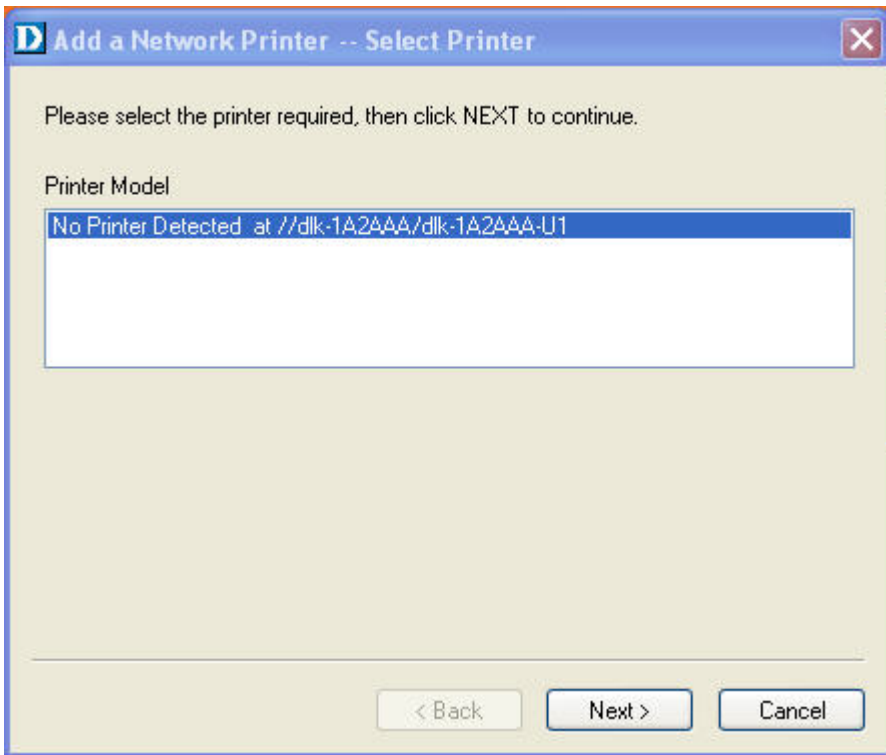 D Add a Network Printer -- Select Printer
Please select the printer required, then click NEXT to continue.
Printer Model
No Printer Detected at //dlk-1A2AAA/dlk-1A2AAA-U1
< Back Next > Cancel